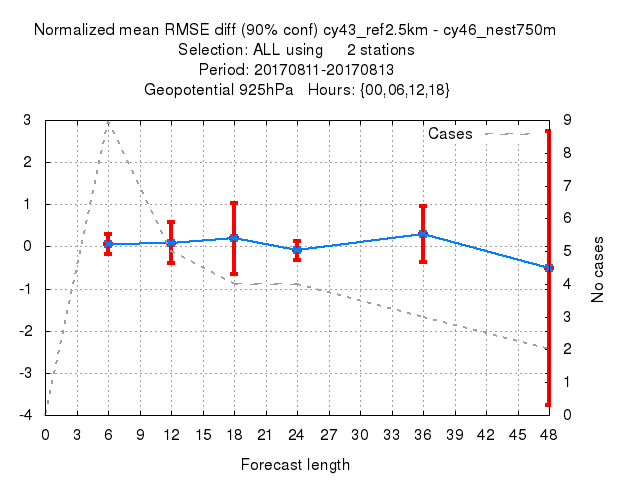 Normalized mean RMSE diff (90% conf) cy43_ref2.5km - cy46_nest750m
Selection: ALL using 2 stations
Period: 20170811-20170813
Geopotential 925hPa Hours: {00,06,12,18}
Cases
3
2
1
0
-1
-2
-3
-4
9
8
7
6
5
4
3
2
1
0
No cases
0 3 6 9 12 15 18 21 24 27 30 33 36 39 42 45 48
Forecast length